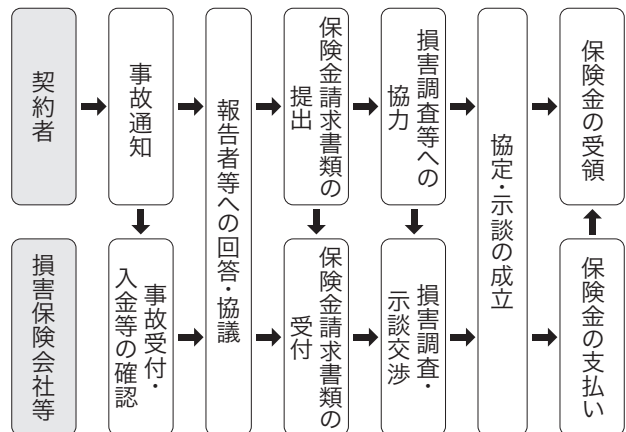 契約者
事故通知
報告者等への回答・協議
保険金請求書類の
提出
損害調査等への
協力
協定・示談の成立
保険金の受領
損害保険会社等
事故受付・
入金等の確認
保険金請求書類の
受付
損害調査・
示談交渉
保険金の支払い